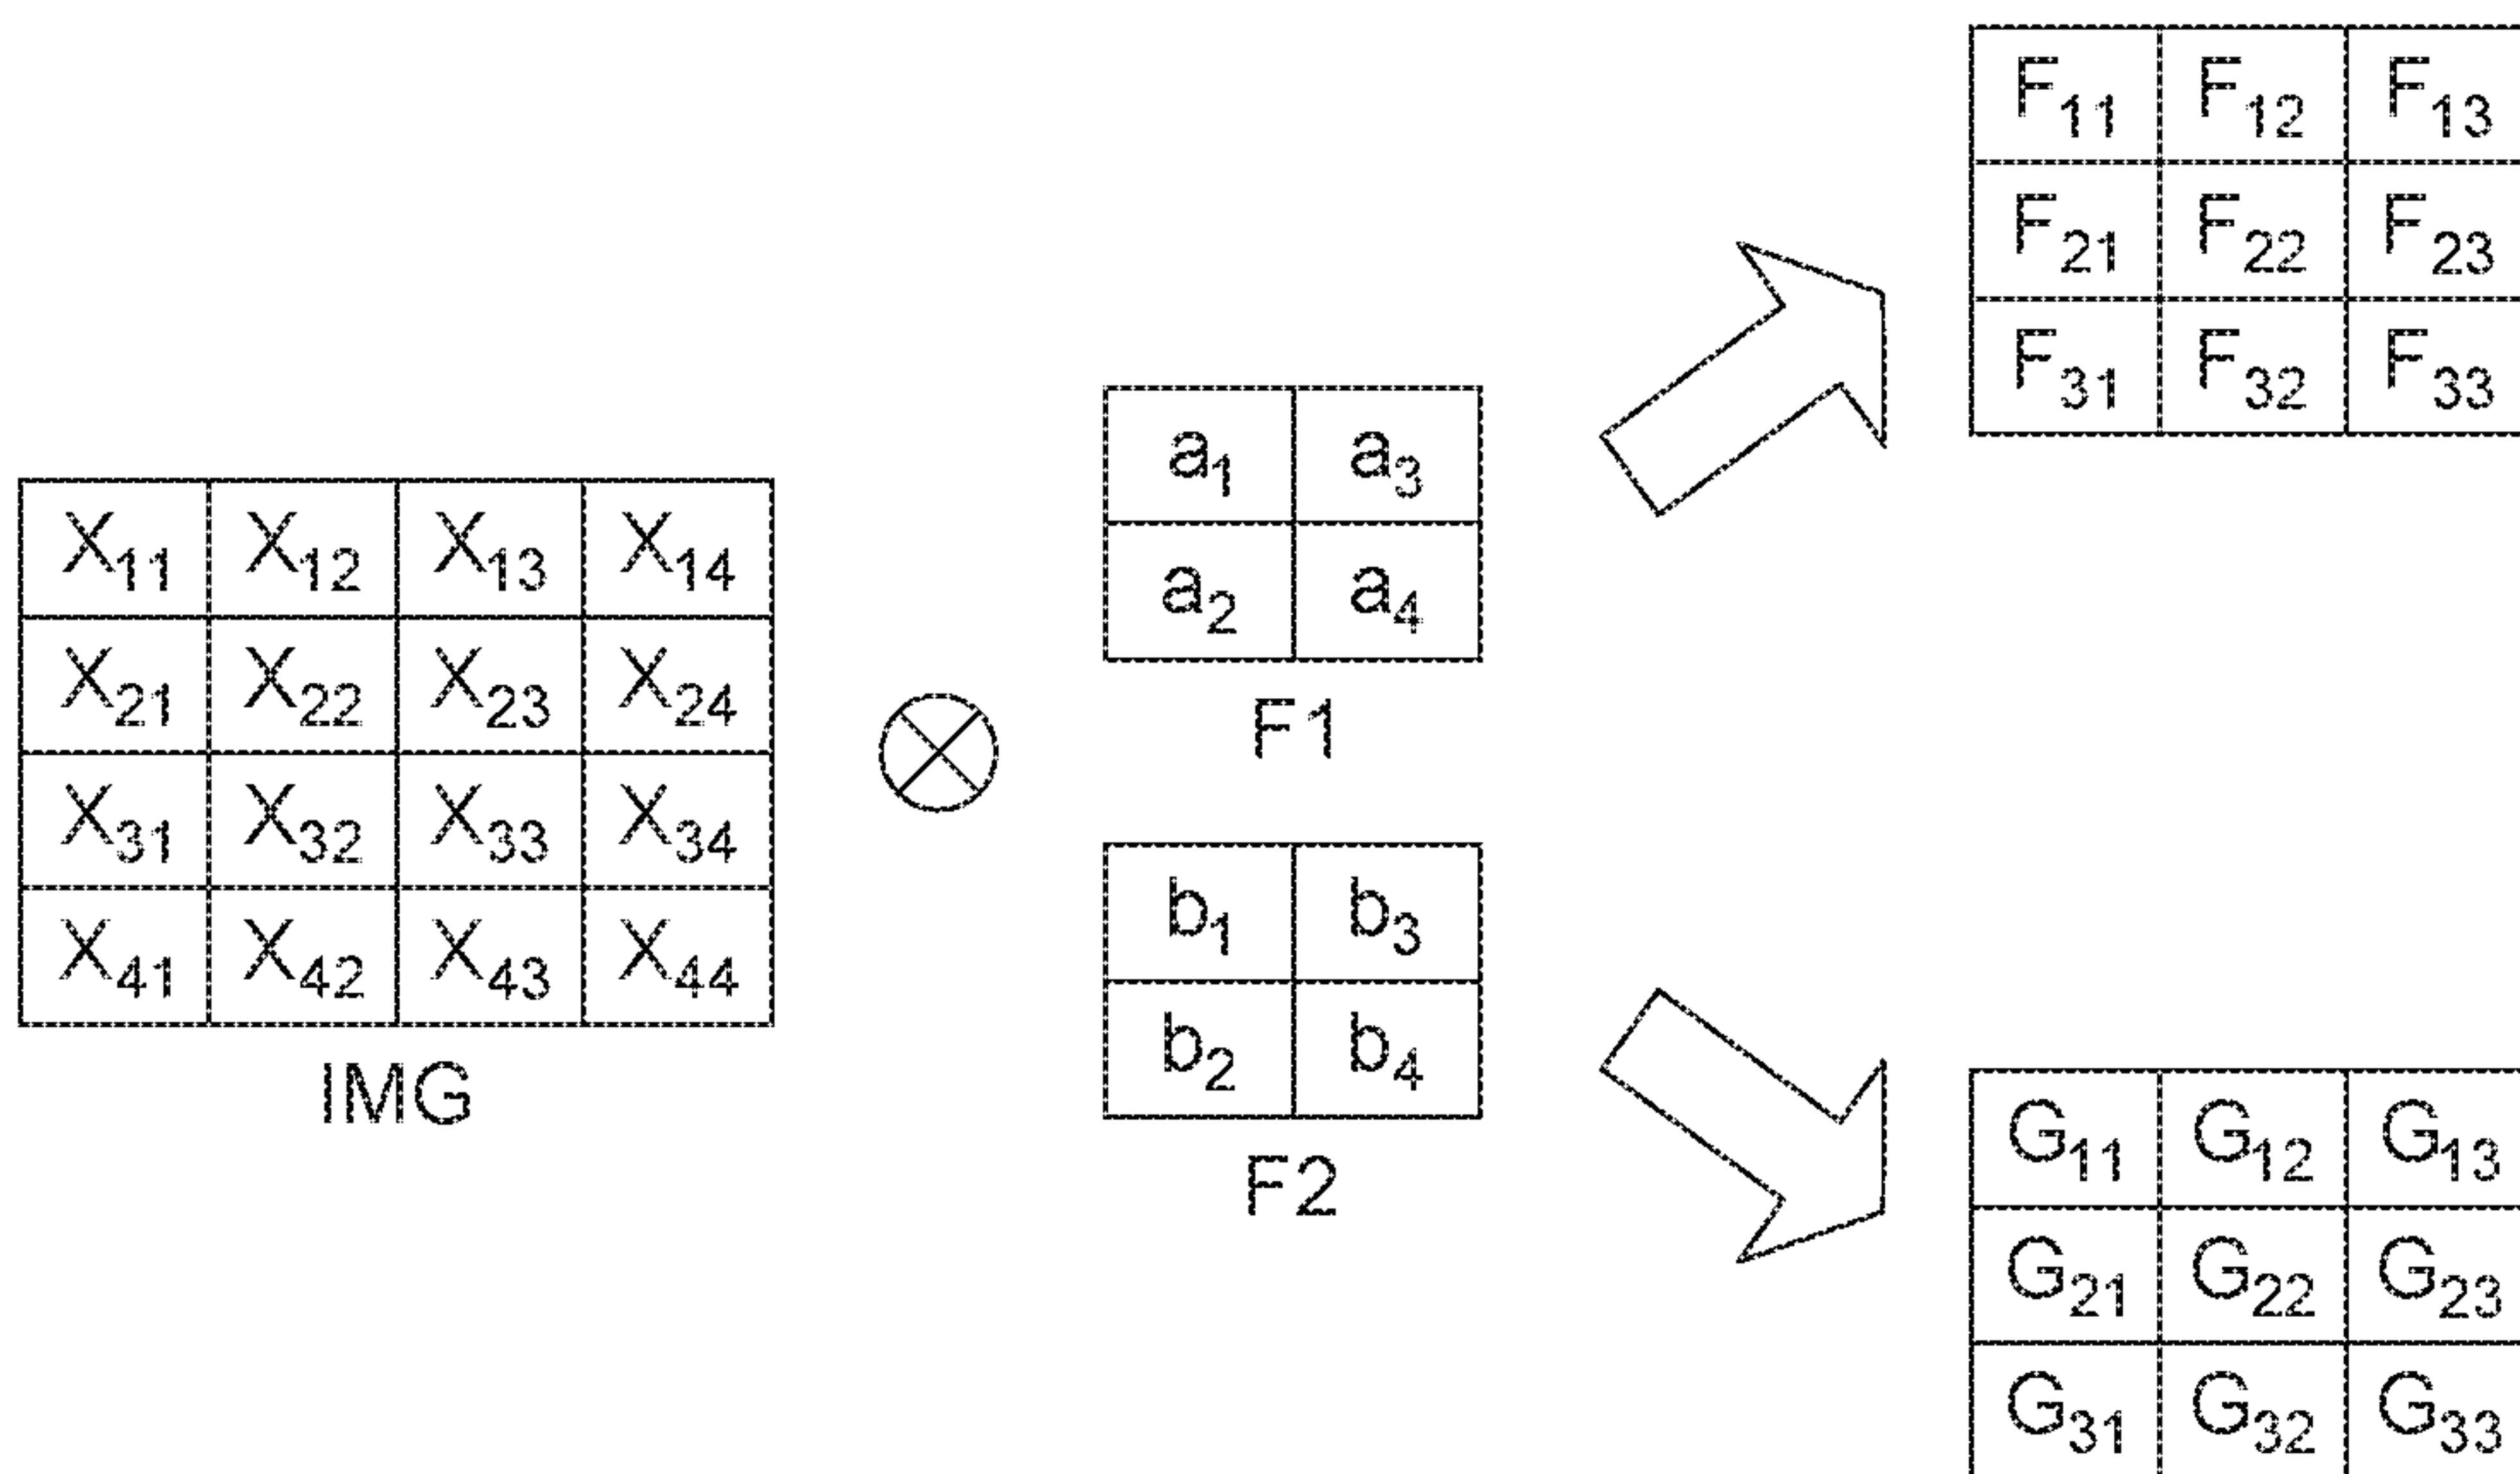 X11 X12 X13 X14
X21 X22 X23 X24
X31 X32 X33 X34
X41 X42 X43 X44
IMG
a1 a3
a2 a4
F1
b1 b3
b2 b4
F2
F11 F12 F13
F21 F22 F23
F31 F32 F33
G11 G12 G13
G21 G22 G23
G31 G32 G33